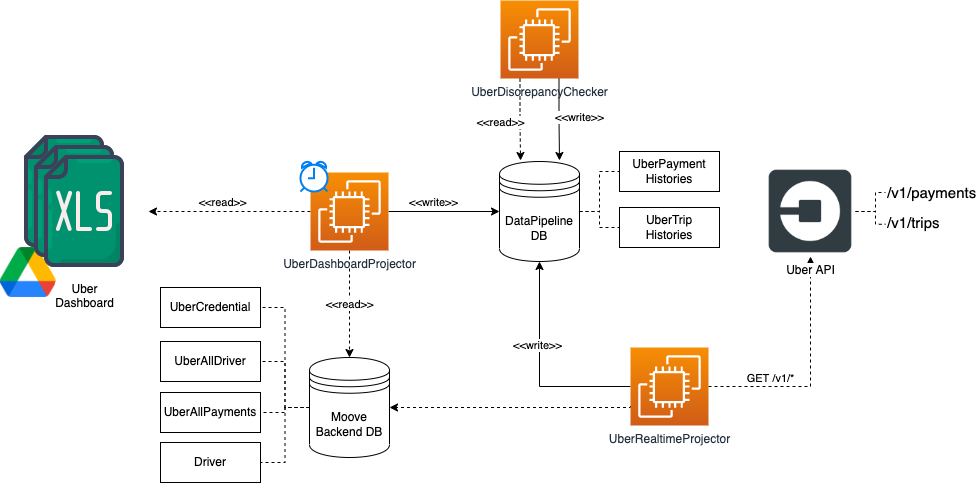 UberDiscrepancyChecker
<<read>>
<<write>>
XLS
Uber
Dashboard
<<read>>
UberDashboardProjector
<<write>>
DataPipeline
DB
UberPayment
Histories
UberTrip
Histories
Uber API
/v1/payments
/v1/trips
<<read>>
UberCredential
UberAllDriver
UberAllPayments
Driver
Moove
Backend DB
<<write>>
UberRealtimeProjector
GET /v1/*